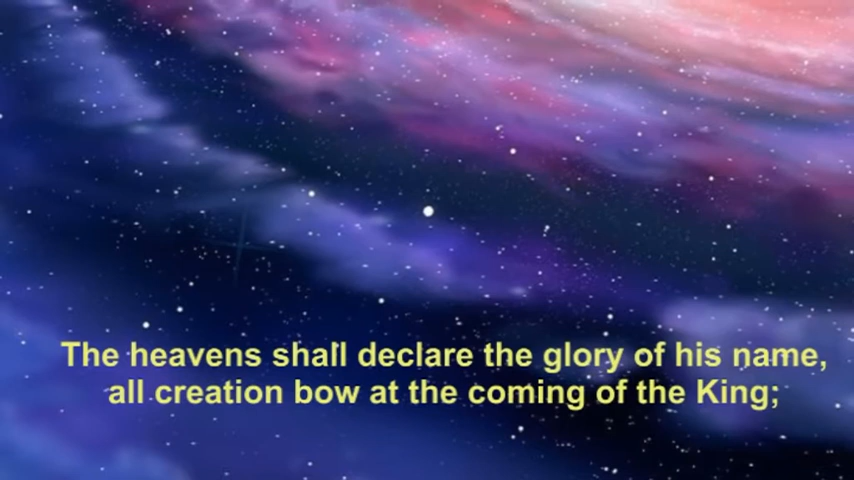 The heavens shall declare the glory of his name,
all creation bow at the coming of the King;